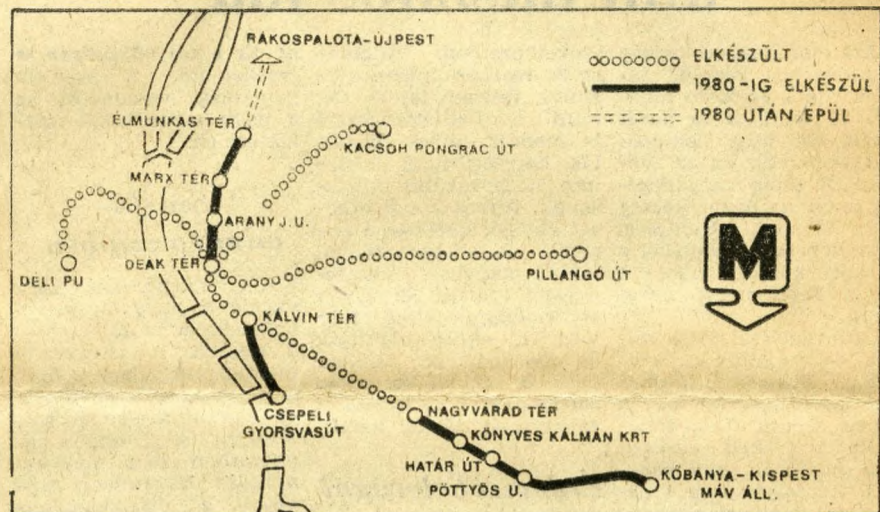 RÁKOSPALOTA-ÚJPEST
ELKÉSZÜLT
1980-IG ELKÉSZÜL
1980 UTÁN ÉPÜL
ÉLMUNKAS TÉR
KACSOH PONGRÁC ÚT
MARX TÉR
ARANY J.U.
DEÁK TÉR
DÉLI PU
PILLANGÓ ÚT
M
KÁLVIN TÉR
CSEPELI
GYORSVASÚT
NAGYVÁRAD TÉR
KÖNYVES KÁLMÁN KRT
HATÁR ÚT
PÖTTYÖS U.
KŐBÁNYA-KISPEST
MÁV ÁLL.